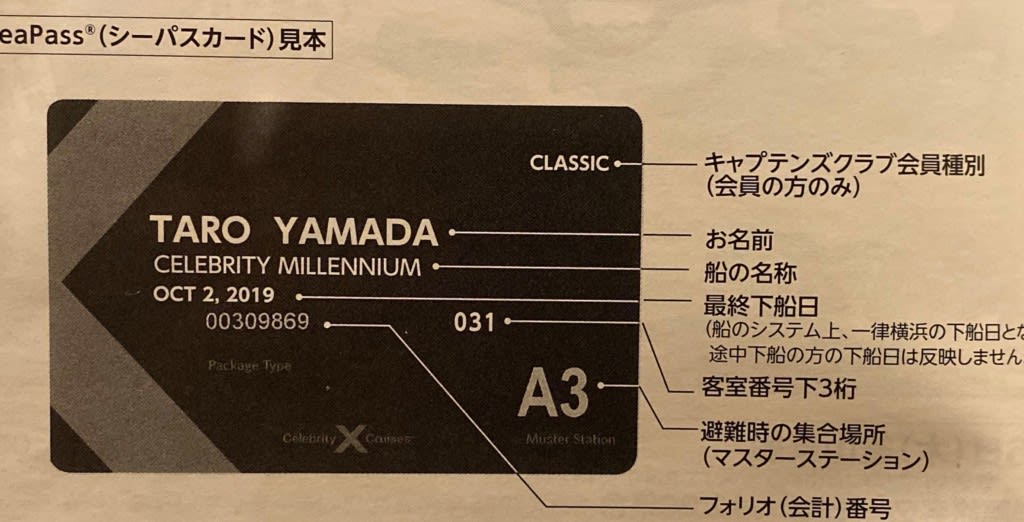 eaPass®(シーパスカード)見本
CLASSIC
キャプテンズクラブ会員種別
(会員の方のみ)
TARO YAMADA
お名前
CELEBRITY MILLENNIUM
船の名称
OCT 2, 2019
最終下船日
(船のシステム上、一律横浜の下船日とな
途中下船の方の下船日は反映しません
00309869
031
客室番号下3桁
Package Type
A3
Muster Station
避難時の集合場所
(マスターステーション)
Celebrity X Cruises
フォリオ(会計)番号